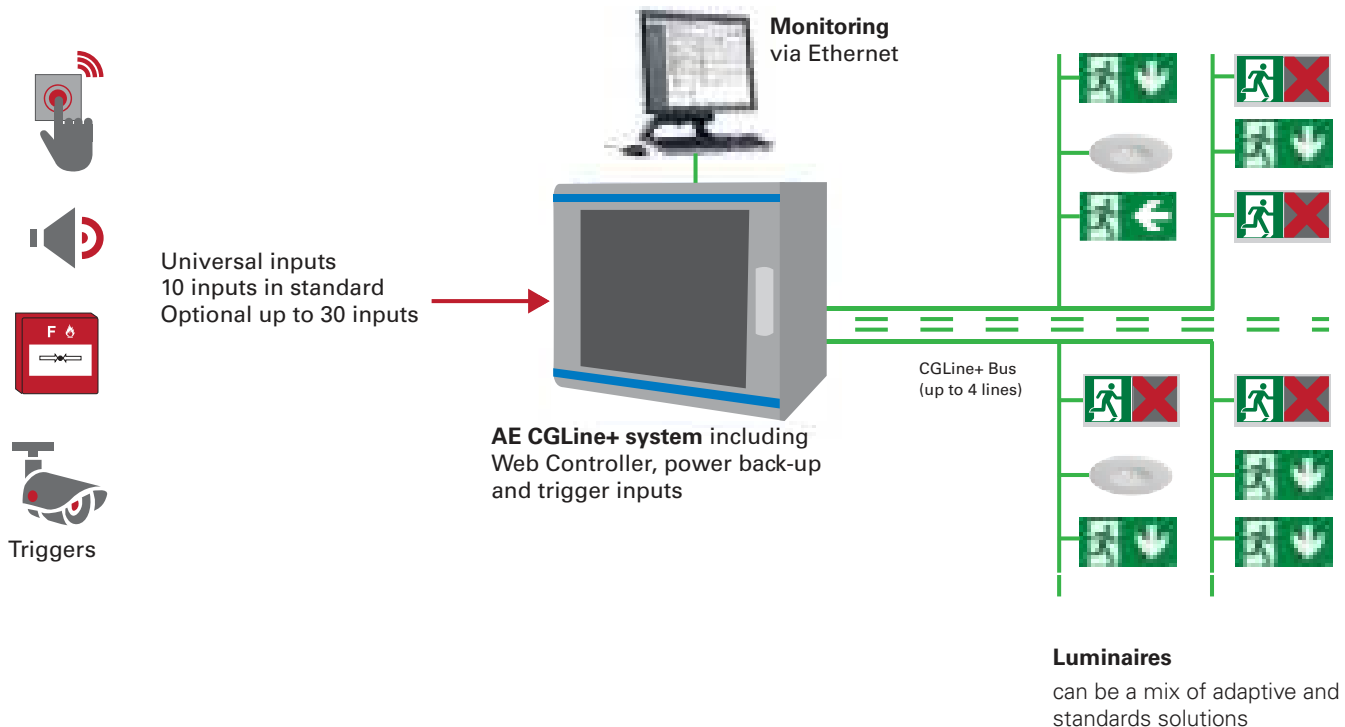 Monitoring
via Ethernet
Universal inputs
10 inputs in standard
Optional up to 30 inputs
F
CGLine+ Bus
(up to 4 lines)
AE CGLine+ system including
Web Controller, power back-up
and trigger inputs
Triggers
Luminaires
can be a mix of adaptive and
standards solutions